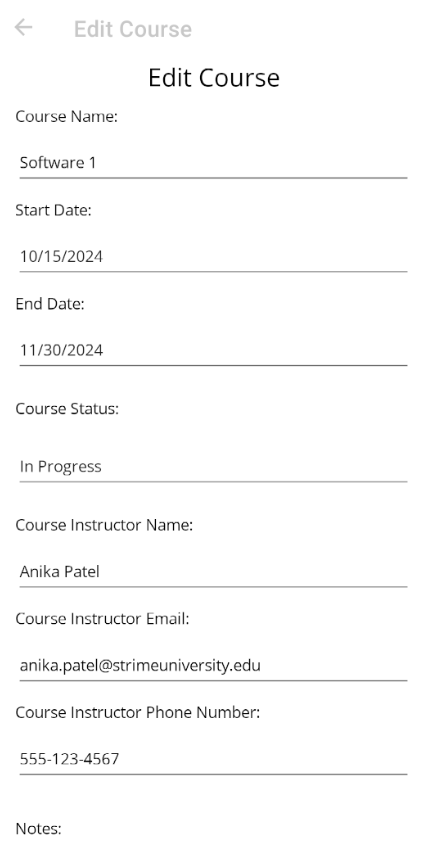 Edit Course
Edit Course
Course Name:
Software 1
Start Date:
10/15/2024
End Date:
11/30/2024
Course Status:
In Progress
Course Instructor Name:
Anika Patel
Course Instructor Email:
anika.patel@strimeuniversity.edu
Course Instructor Phone Number:
555-123-4567
Notes: